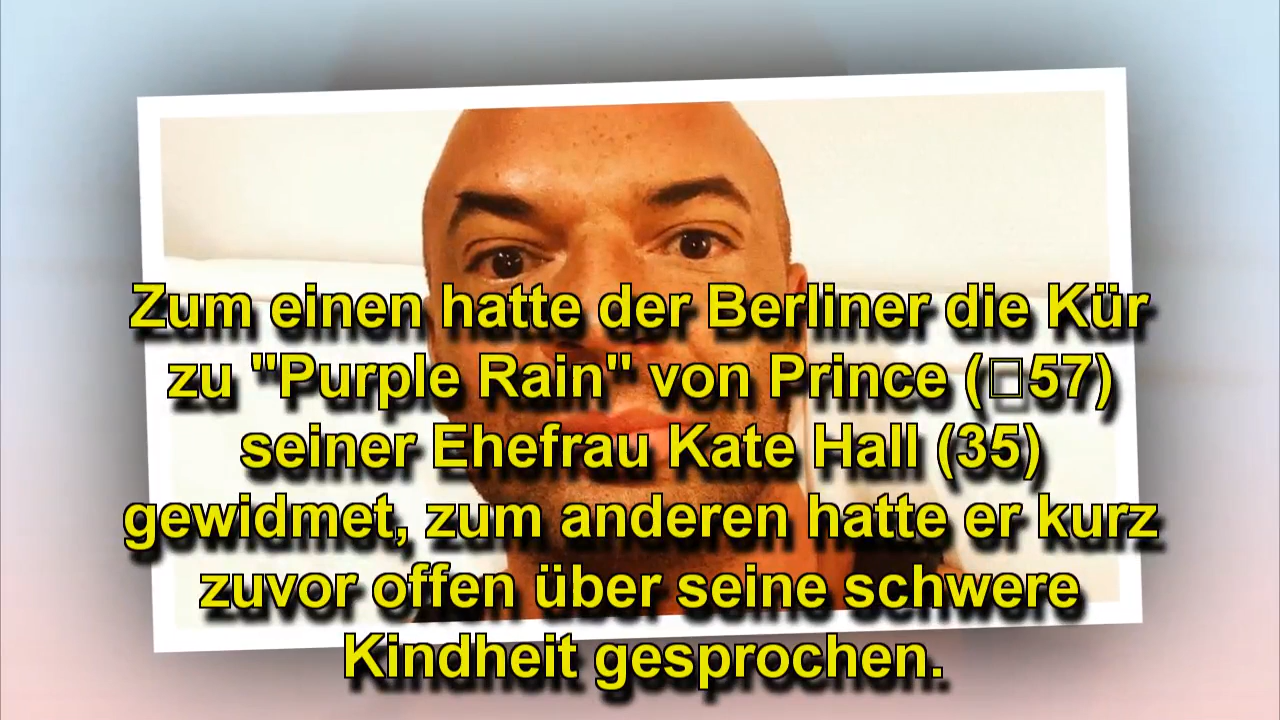 Zum einen hatte der Berliner die Kür
zu "Purple Rain" von Prince (□57)
seiner Ehefrau Kate Hall (35)
gewidmet, zum anderen hatte er kurz
zuvor offen über seine schwere
Kindheit gesprochen.